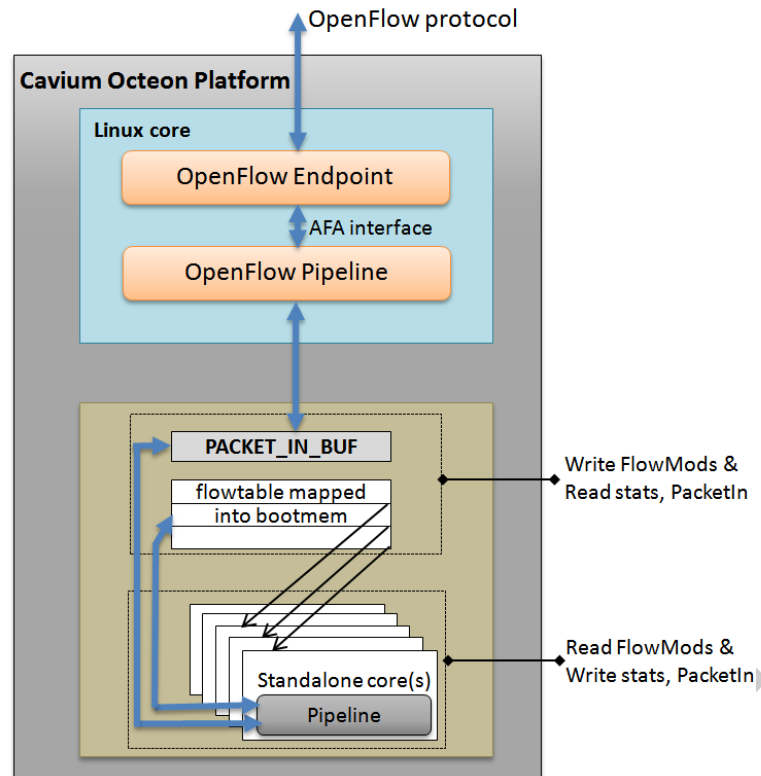 OpenFlow protocol
Cavium Octeon Platform
Linux core
OpenFlow Endpoint
AFA interface
OpenFlow Pipeline
PACKET_IN_BUF
flowtable mapped
into bootmem
Write FlowMods &
Read stats, PacketIn
Standalone core(s)
Pipeline
Read FlowMods &
Write stats, PacketIn